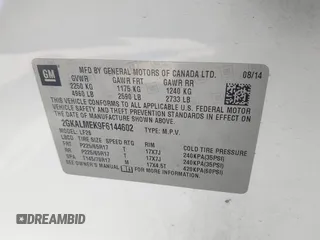 GM
MFD BY GENERAL MOTORS OF CANADA LTD.
08/14
GVWR GAWR FRT GAWR RR
2250 KG 1175 KG 1240 KG
4960 LB 2590 LB 2733 LB
THIS VEHICLE CONFORMS TO ALL APPLICABLE U.S. FEDERAL
MOTOR VEHICLE SAFETY
THEFT PREVENTION STANDARDS IN EFFECT ON THE DATE OF
MANUFACTURE SHOWN ABOVE.
2GKALMEK9F6144602 TYPE: M.P.V.
MODEL: LF26
TIRE SIZE SPEED RTG RIM COLD TIRE PRESSURE
FRT P225/65R17 T 17X7J 240KPA(35PSI)
RR P225/65R17 T 17X7J 240KPA(35PSI)
SPA T145/70R17 M 17X4.5T 420KPA(60PSI)